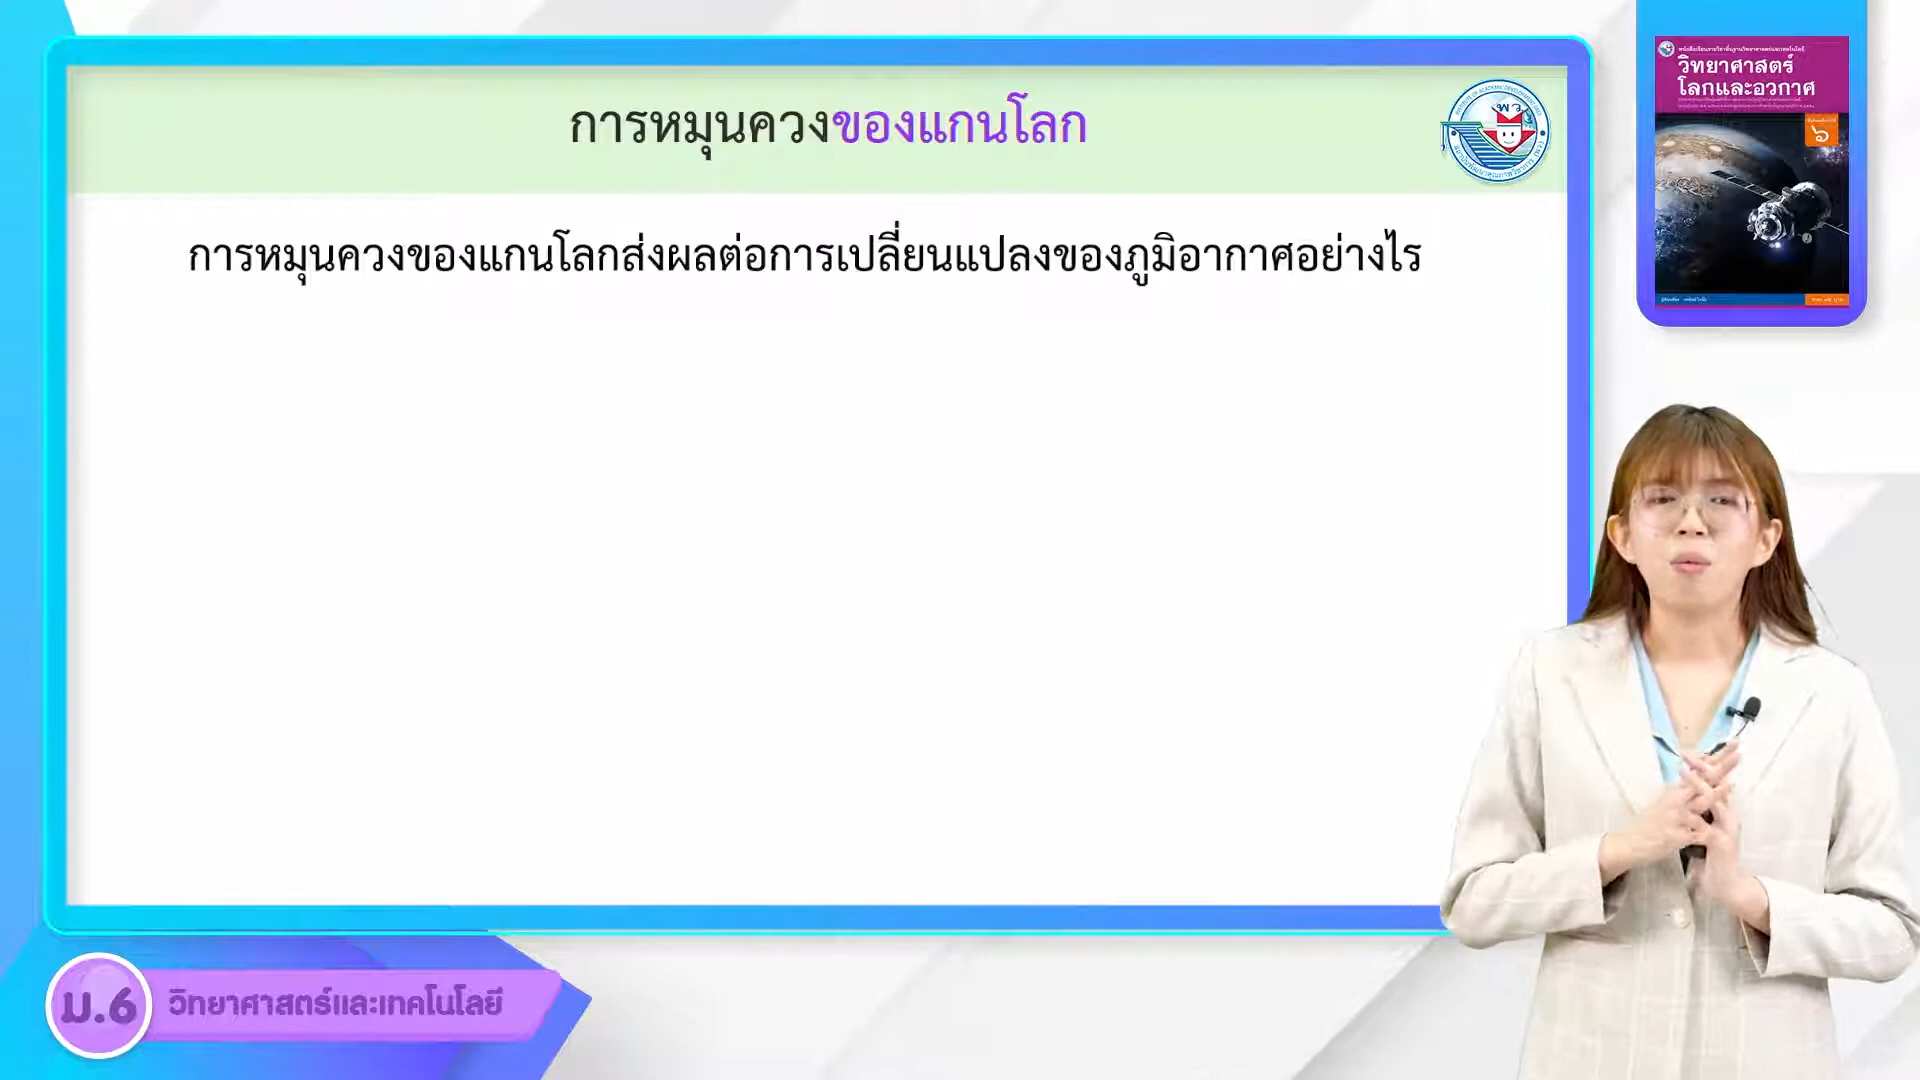 การหมุนควงของแกนโลก
การหมุนควงของแกนโลกส่งผลต่อการเปลี่ยนแปลงของภูมิอากาศอย่างไร
วิทยาศาสตร์
โลกและอวกาศ
๖
พว
ม.6 วิทยาศาสตร์และเทคโนโลยี